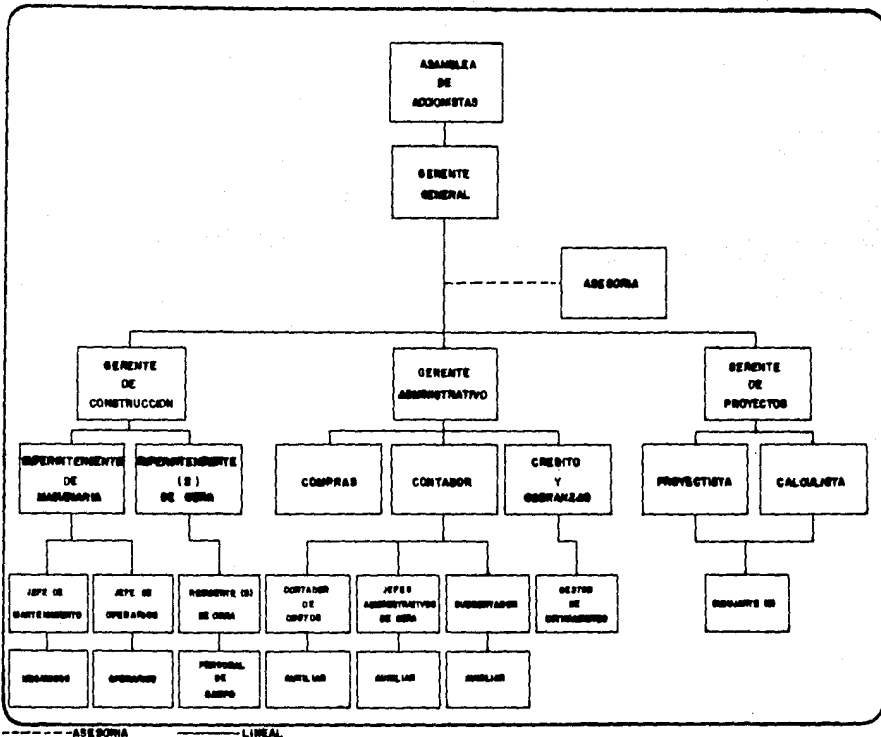 ASAMBLEA
DE
ACCIONISTAS
GERENTE
GENERAL
ASESORIA
GERENTE
DE
CONSTRUCCION
GERENTE
ADMINISTRATIVO
GERENTE
DE
PROYECTOS
SUPERINTENDENTE
DE
MAQUINARIA
SUPERINTENDENTE
(S)
DE OBRA
COMPRAS
CONTADOR
CREDITO
Y
COBRANZAS
PROYECTISTA
CALCULISTA
JEFE DE
MANTENIMIENTO
JEFE DE
OPERARIOS
RESIDENTE (S)
DE OBRA
CONTADOR
DE
COSTOS
JEFES
ADMINISTRATIVOS
DE OBRA
SUBCONTADOR
GESTOR
DE
DIBUJANTE (S)
MECANICOS
OPERARIOS
PERSONAL
DE
CAMPO
AUXILIAR
AUXILIAR
AUXILIAR
ASESORIA
LINEAL